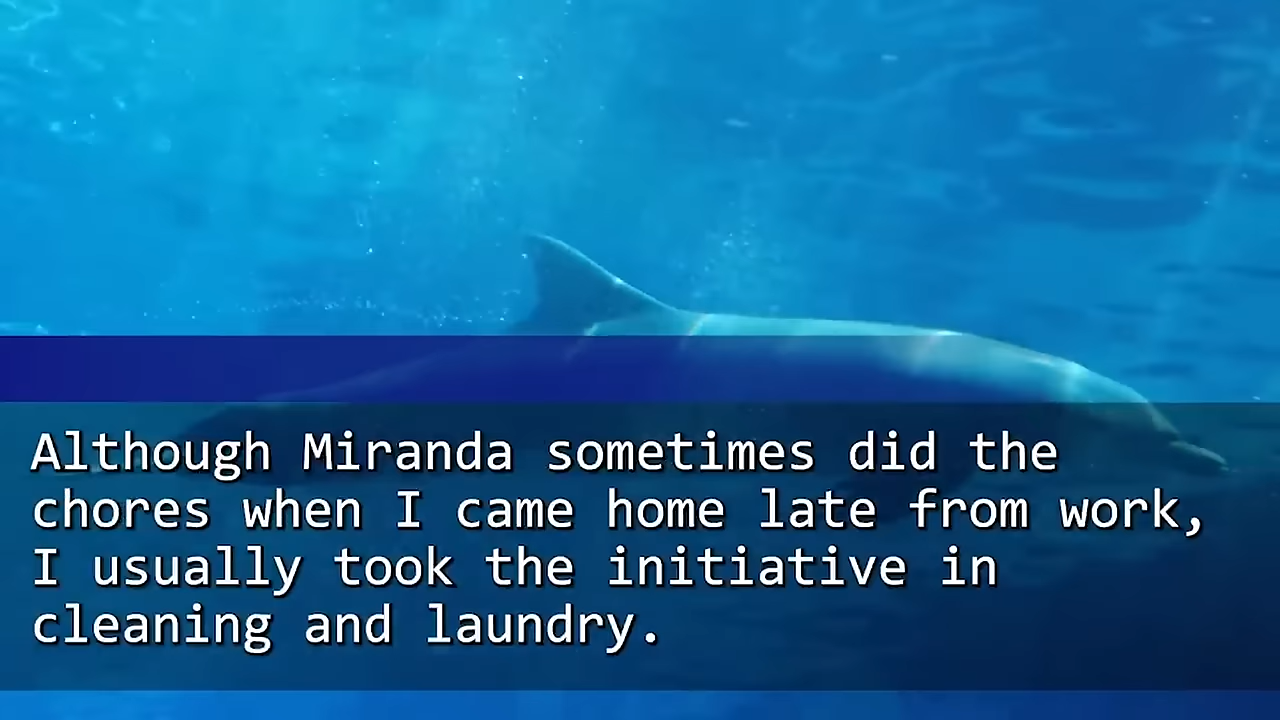 Although Miranda sometimes did the
chores when I came home late from work,
I usually took the initiative in
cleaning and laundry.